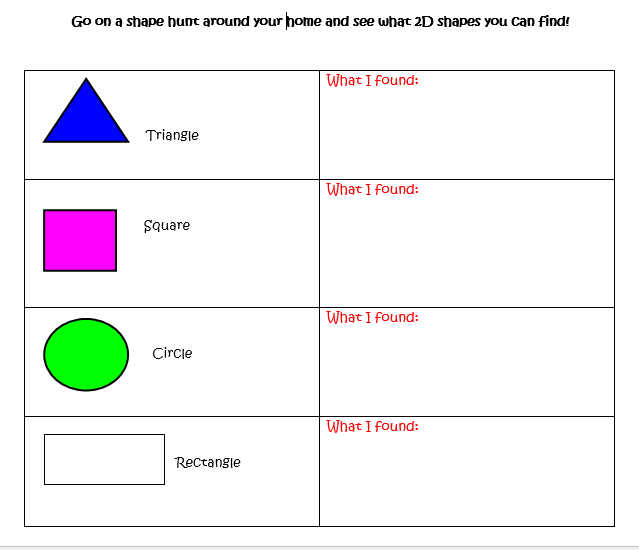 Go on a shape hunt around your home and see what 2D shapes you can find!
Triangle
What I found:
Square
What I found:
Circle
What I found:
Rectangle
What I found: